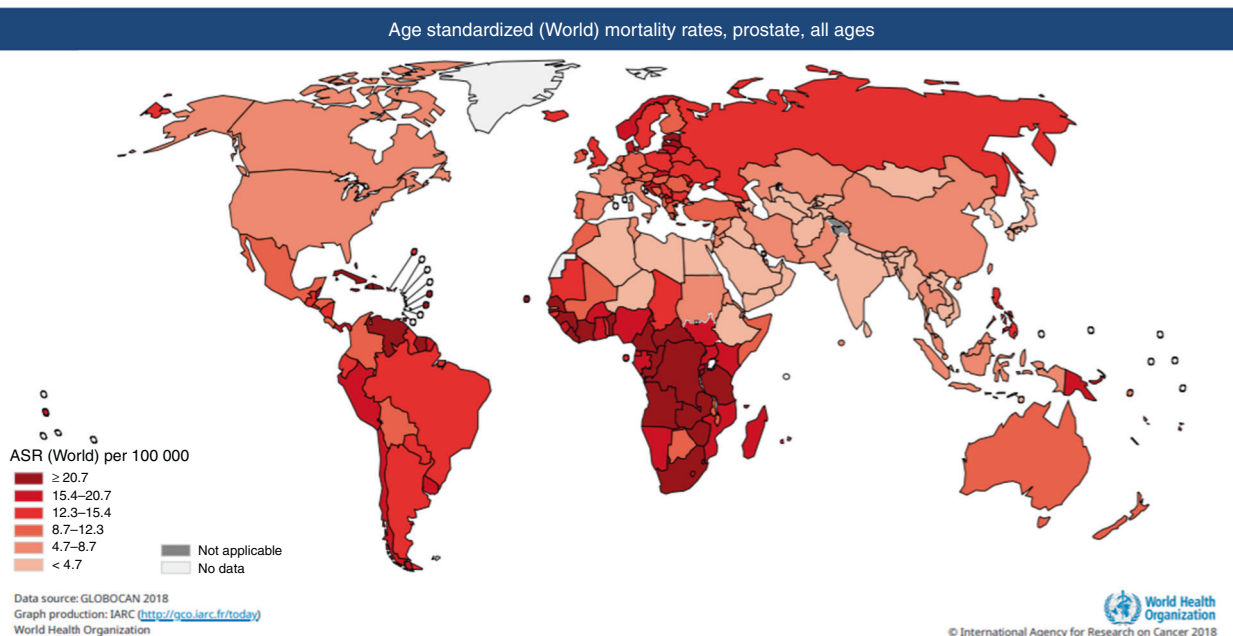 Age standardized (World) mortality rates, prostate, all ages
ASR (World) per 100 000
≥ 20.7
15.4–20.7
12.3–15.4
8.7–12.3
4.7–8.7
< 4.7
Not applicable
No data
Data source: GLOBOCAN 2018
Graph production: IARC (http://gco.iarc.fr/today)
World Health Organization
World Health
Organization
© International Agency for Research on Cancer 2018